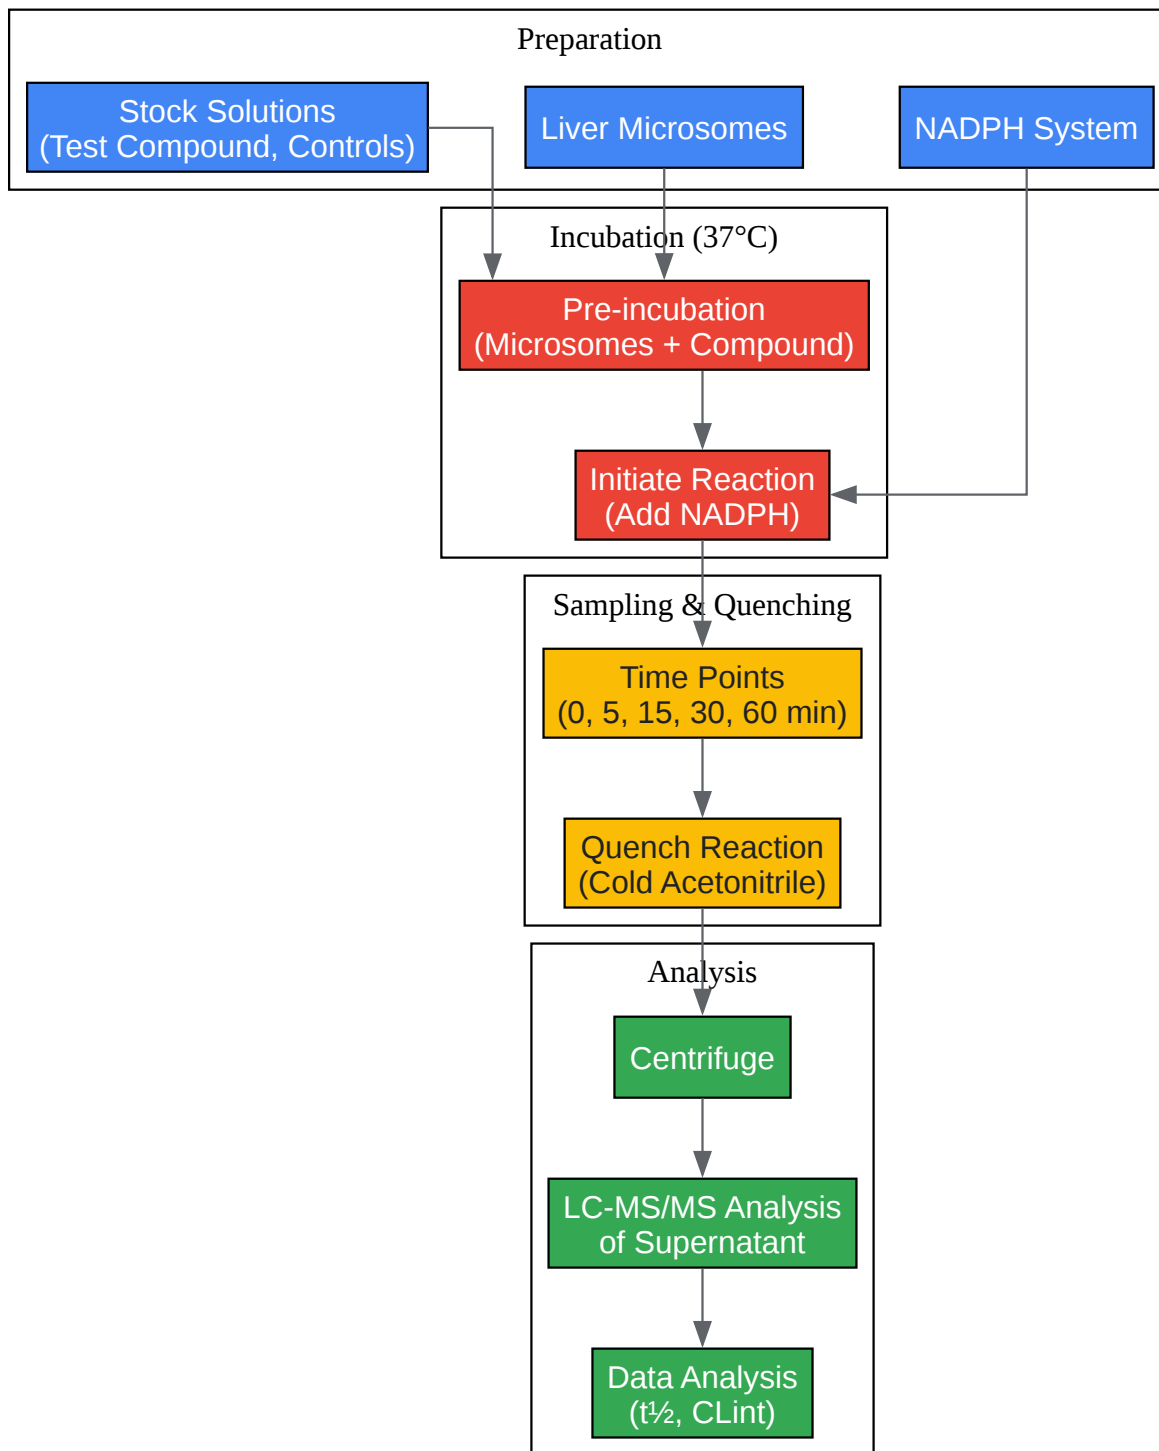 Preparation
Stock Solutions
(Test Compound, Controls)
Liver Microsomes
NADPH System
Incubation (37°C)
Pre-incubation
(Microsomes + Compound)
Initiate Reaction
(Add NADPH)
Sampling & Quenching
Time Points
(0, 5, 15, 30, 60 min)
Quench Reaction
(Cold Acetonitrile)
Analysis
Centrifuge
LC-MS/MS Analysis
of Supernatant
Data Analysis
(t½, CLint)